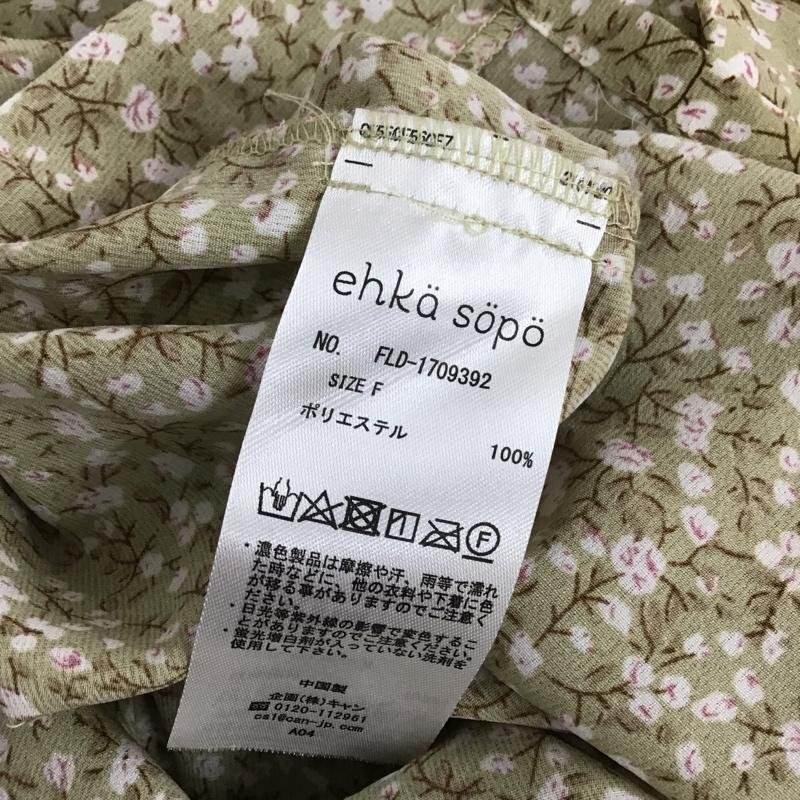 ehkä söpö
NO. FLD-1709392
SIZE F
ポリエステル 100%
F
・濃色製品は摩擦や汗、雨等で濡れ
た時などに、他の衣料や下着に色
が移る事がありますのでご注意く
ださい。
・日光等紫外線の影響で変色するこ
とがありますのでご注意ください。
・蛍光増白剤が入っていない洗剤を
使用して下さい。
中国製
企画(株)キャン
0120-112961
ca1@can-jp.com
A04